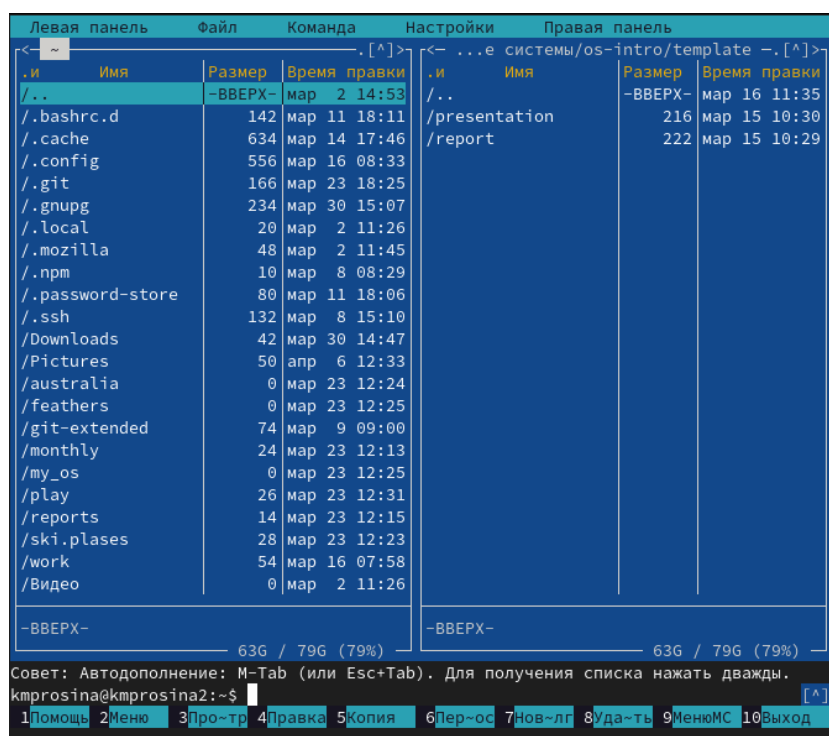 Левая панель Файл Команда Настройки Правая панель
<— ~ .[^]> <— ...е системы/os-intro/template —.[^]>
.и Имя Размер Время правки .и Имя Размер Время правки
/.. -ВВЕРХ- мар 2 14:53 /.. -ВВЕРХ- мар 16 11:35
/.bashrc.d 142 мар 11 18:11 /presentation 216 мар 15 10:30
/.cache 634 мар 14 17:46 /report 222 мар 15 10:29
/.config 556 мар 16 08:33
/.git 166 мар 23 18:25
/.gnupg 234 мар 30 15:07
/.local 20 мар 2 11:26
/.mozilla 48 мар 2 11:45
/.npm 10 мар 8 08:29
/.password-store 80 мар 11 18:06
/.ssh 132 мар 8 15:10
/Downloads 42 мар 30 14:47
/Pictures 50 апр 6 12:33
/australia 0 мар 23 12:24
/feathers 0 мар 23 12:25
/git-extended 74 мар 9 09:00
/monthly 24 мар 23 12:13
/my_os 0 мар 23 12:25
/play 26 мар 23 12:31
/reports 14 мар 23 12:15
/ski.plases 28 мар 23 12:23
/work 54 мар 16 07:58
/Видео 0 мар 2 11:26
-ВВЕРХ- -ВВЕРХ-
63G / 79G (79%) 63G / 79G (79%)
Совет: Автодополнение: M-Tab (или Esc+Tab). Для получения списка нажать дважды.
kmprosina@kmprosina2:~$ [^]
1Помощь 2Меню 3Про~тр 4Правка 5Копия 6Пер~ос 7Нов~лг 8Уда~ть 9МенюMC 10Выход